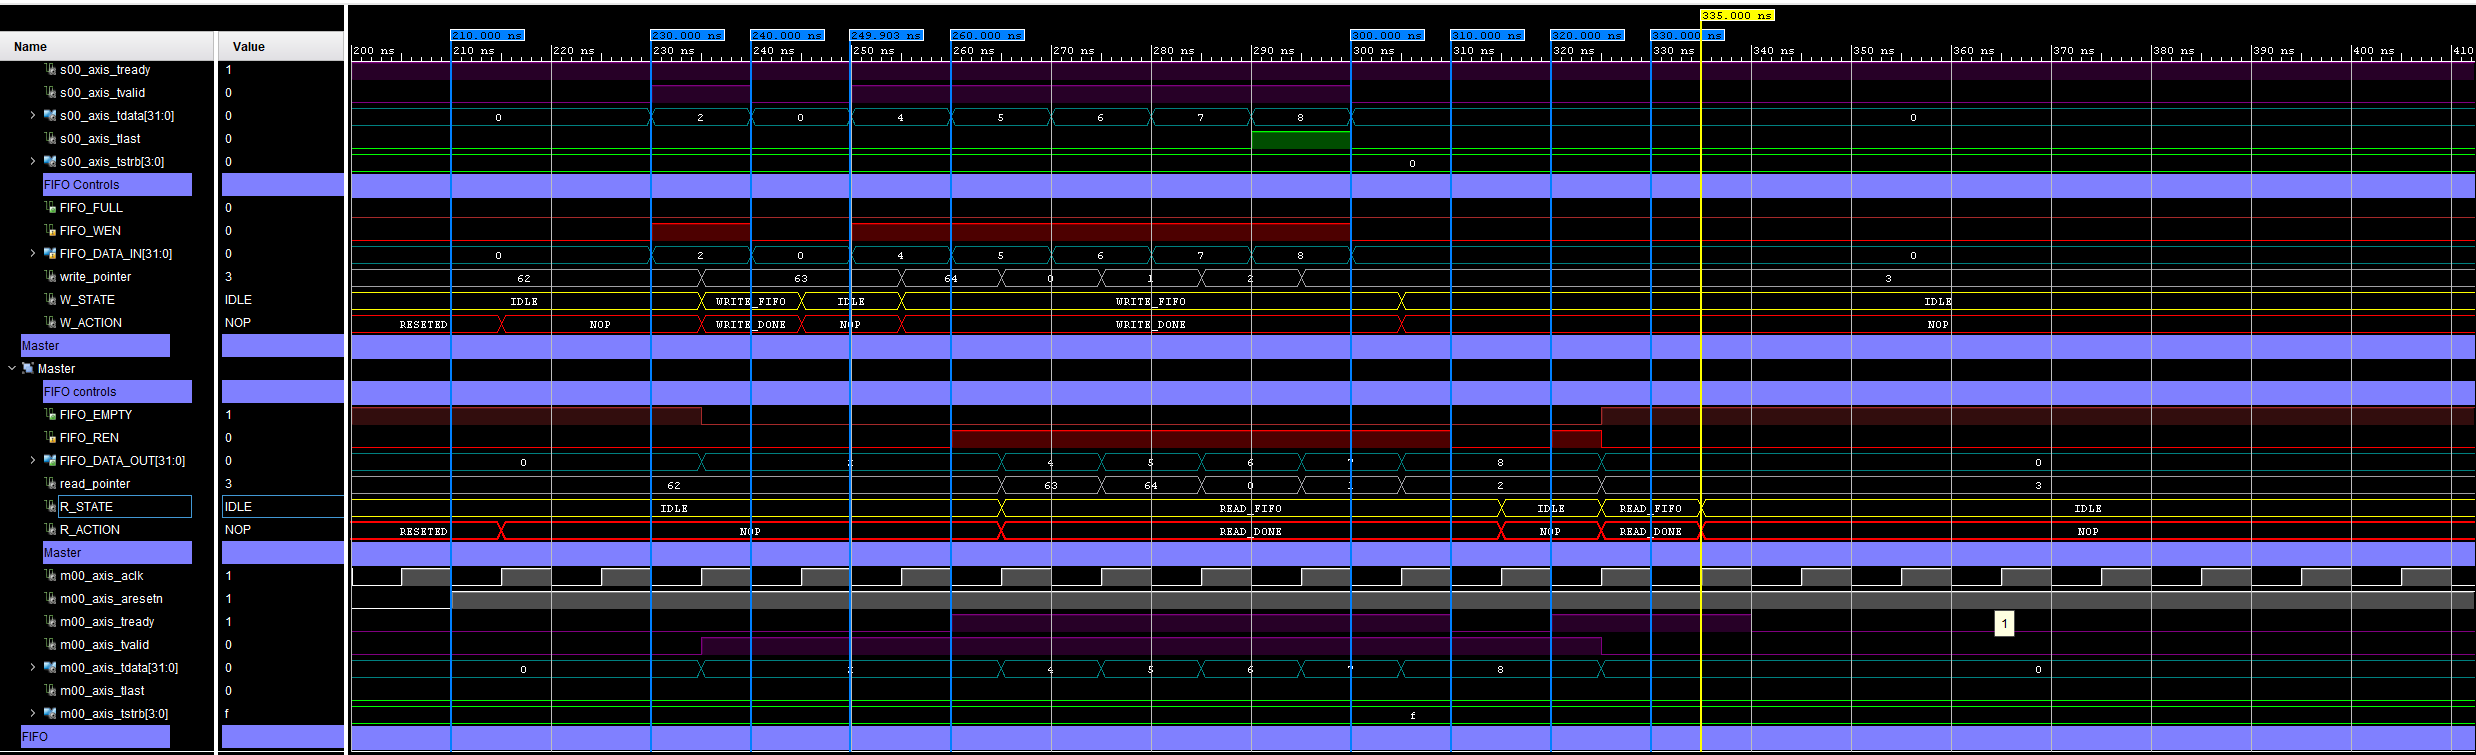 335.000 ns
210.000 ns 230.000 ns 240.000 ns 249.903 ns 260.000 ns 300.000 ns 310.000 ns 320.000 ns 330.000 ns
Name Value 200 ns 210 ns 220 ns 230 ns 240 ns 250 ns 260 ns 270 ns 280 ns 290 ns 300 ns 310 ns 320 ns 330 ns 340 ns 350 ns 360 ns 370 ns 380 ns 390 ns 400 ns 410
s00_axis_tready 1
s00_axis_tvalid 0
s00_axis_tdata[31:0] 0 0 2 0 4 5 6 7 8 0
s00_axis_tlast 0
s00_axis_tstrb[3:0] 0 0
FIFO Controls
FIFO_FULL 0
FIFO_WEN 0
FIFO_DATA_IN[31:0] 0 0 2 0 4 5 6 7 8 0
write_pointer 3 62 63 64 0 1 2 3
W_STATE IDLE IDLE WRITE_FIFO IDLE WRITE_FIFO IDLE
W_ACTION NOP RESETED NOP WRITE_DONE NOP WRITE_DONE NOP
Master
Master
FIFO controls
FIFO_EMPTY 1
FIFO_REN 0
FIFO_DATA_OUT[31:0] 0 0 4 5 6 7 8 0
read_pointer 3 62 63 64 0 1 2 3
R_STATE IDLE IDLE READ_FIFO IDLE READ_FIFO IDLE
R_ACTION NOP RESETED NOP READ_DONE NOP READ_DONE NOP
Master
m00_axis_aclk 1
m00_axis_aresetn 1
m00_axis_tready 1 1
m00_axis_tvalid 0
m00_axis_tdata[31:0] 0 0 4 5 6 7 8 0
m00_axis_tlast 0
m00_axis_tstrb[3:0] f f
FIFO